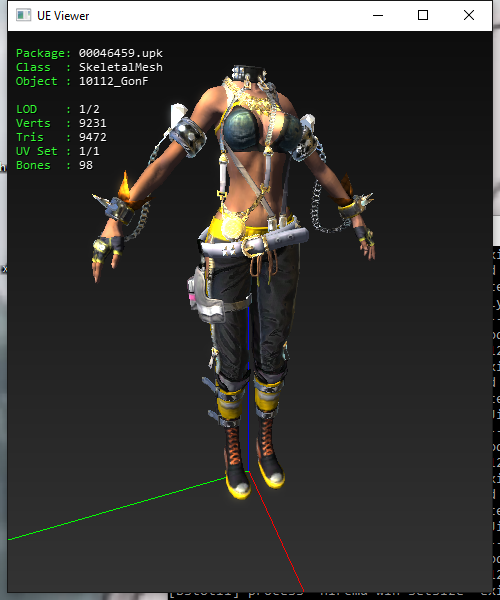 UE Viewer
Package: 00046459.upk
Class : SkeletalMesh
Object : 10112_GonF
LOD : 1/2
Verts : 9231
Tris : 9472
UV Set : 1/1
Bones : 98